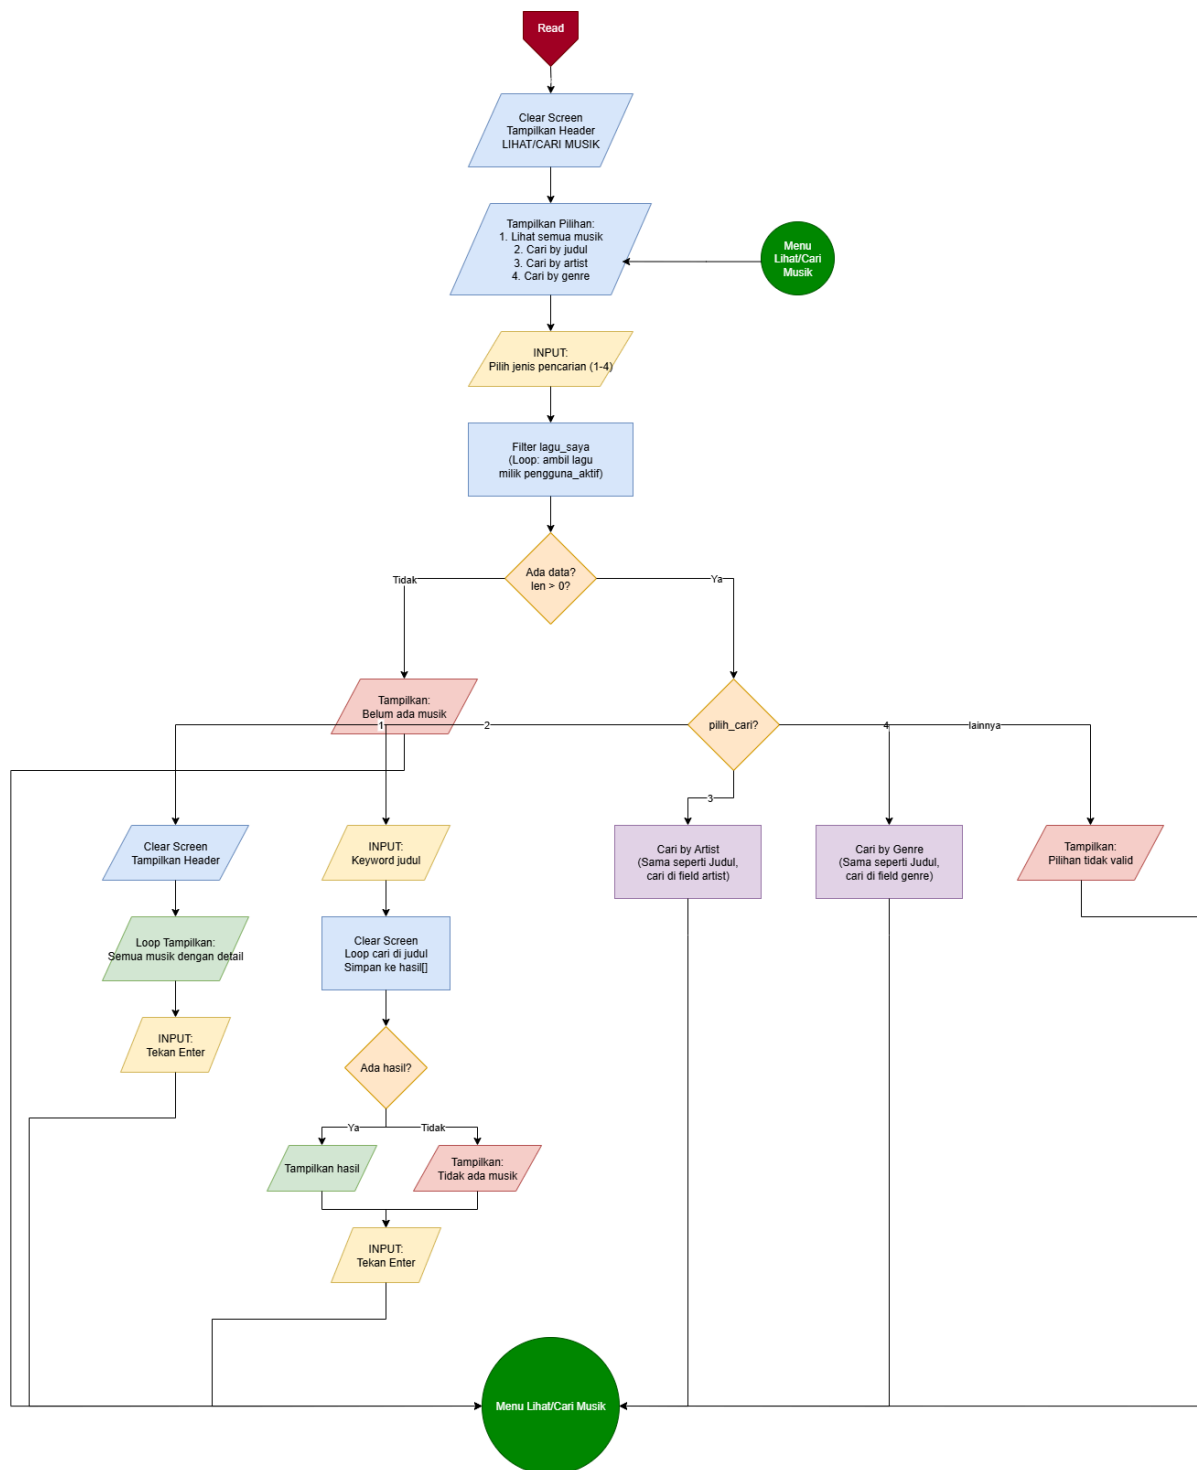 Read
Clear Screen
Tampilkan Header
LIHAT/CARI MUSIK
Tampilkan Pilihan:
1. Lihat semua musik
2. Cari by judul
3. Cari by artist
4. Cari by genre
Menu
Lihat/Cari
Musik
INPUT:
Pilih jenis pencarian (1-4)
Filter lagu_saya
(Loop: ambil lagu
milik pengguna_aktif)
Ada data?
len > 0?
Tidak
Ya
Tampilkan:
Belum ada musik
pilih_cari?
1
2
3
4
lainnya
Clear Screen
Tampilkan Header
INPUT:
Keyword judul
Cari by Artist
(Sama seperti Judul,
cari di field artist)
Cari by Genre
(Sama seperti Judul,
cari di field genre)
Tampilkan:
Pilihan tidak valid
Loop Tampilkan:
Semua musik dengan detail
Clear Screen
Loop cari di judul
Simpan ke hasil[]
INPUT:
Tekan Enter
Ada hasil?
Ya
Tidak
Tampilkan hasil
Tampilkan:
Tidak ada musik
INPUT:
Tekan Enter
Menu Lihat/Cari Musik